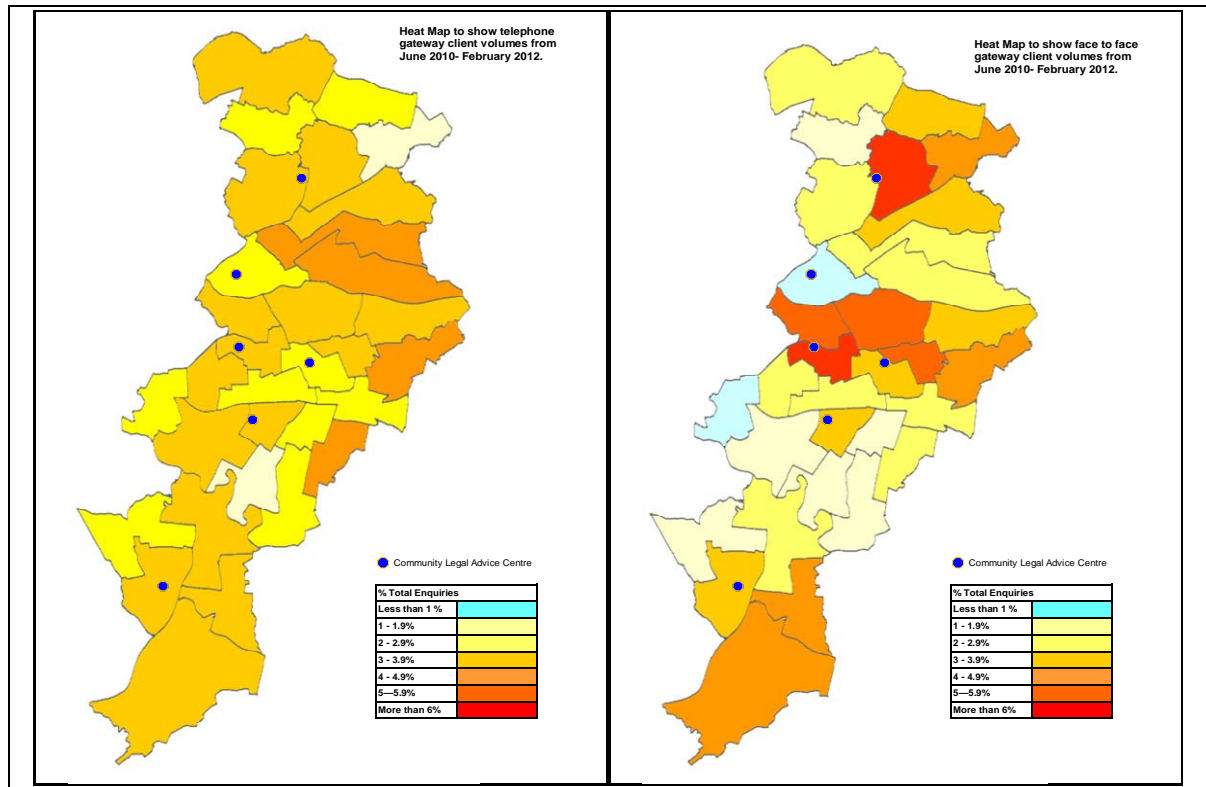 Heat Map to show telephone
gateway client volumes from
June 2010- February 2012.
Community Legal Advice Centre
% Total Enquiries
Less than 1 %
1 - 1.9%
2 - 2.9%
3 - 3.9%
4 - 4.9%
5—5.9%
More than 6%
Heat Map to show face to face
gateway client volumes from
June 2010- February 2012.
Community Legal Advice Centre
% Total Enquiries
Less than 1 %
1 - 1.9%
2 - 2.9%
3 - 3.9%
4 - 4.9%
5—5.9%
More than 6%